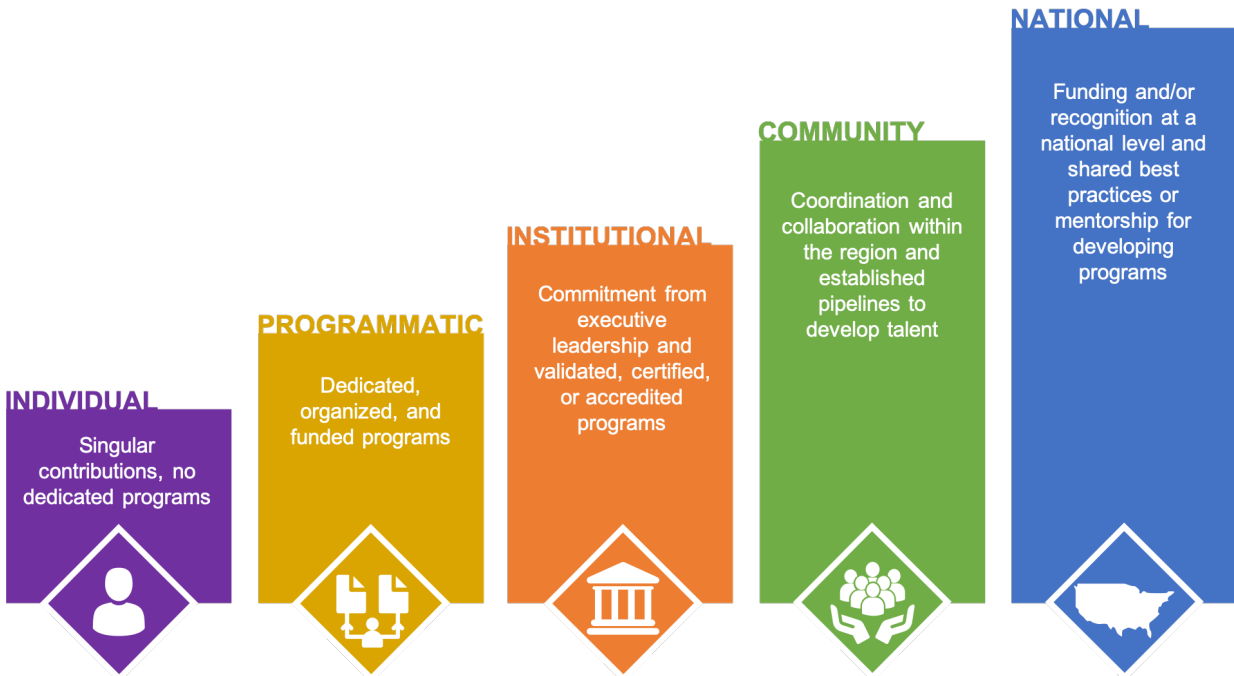 INDIVIDUAL
Singular
contributions, no
dedicated programs
PROGRAMMATIC
Dedicated,
organized, and
funded programs
INSTITUTIONAL
Commitment from
executive
leadership and
validated, certified,
or accredited
programs
COMMUNITY
Coordination and
collaboration within
the region and
established
pipelines to
develop talent
NATIONAL
Funding and/or
recognition at a
national level and
shared best
practices or
mentorship for
developing
programs